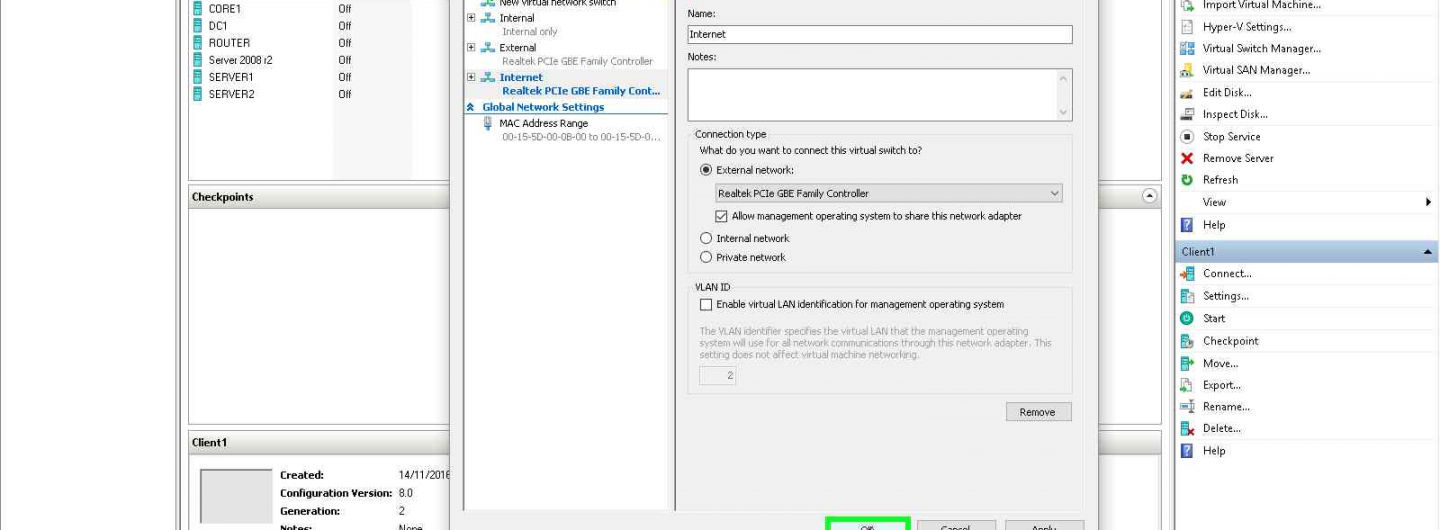 CORE1 Off
DC1 Off
ROUTER Off
Server 2008 r2 Off
SERVER1 Off
SERVER2 Off
Checkpoints
Client1
Created: 14/11/2016
Configuration Version: 8.0
Generation: 2
Notes: None
New virtual network switch
Internal
Internal only
External
Realtek PCIe GBE Family Controller
Internet
Realtek PCIe GBE Family Cont...
Global Network Settings
MAC Address Range
00-15-5D-00-0B-00 to 00-15-5D-0...
Name:
Internet
Notes:
Connection type
What do you want to connect this virtual switch to?
External network:
Realtek PCIe GBE Family Controller
Allow management operating system to share this network adapter
Internal network
Private network
VLAN ID
Enable virtual LAN identification for management operating system
The VLAN identifier specifies the virtual LAN that the management operating
system will use for all network communications through this network adapter. This
setting does not affect virtual machine networking.
2
Remove
OK Cancel Apply
Import Virtual Machine...
Hyper-V Settings...
Virtual Switch Manager...
Virtual SAN Manager...
Edit Disk...
Inspect Disk...
Stop Service
Remove Server
Refresh
View
Help
Client1
Connect...
Settings...
Start
Checkpoint
Move...
Export...
Rename...
Delete...
Help